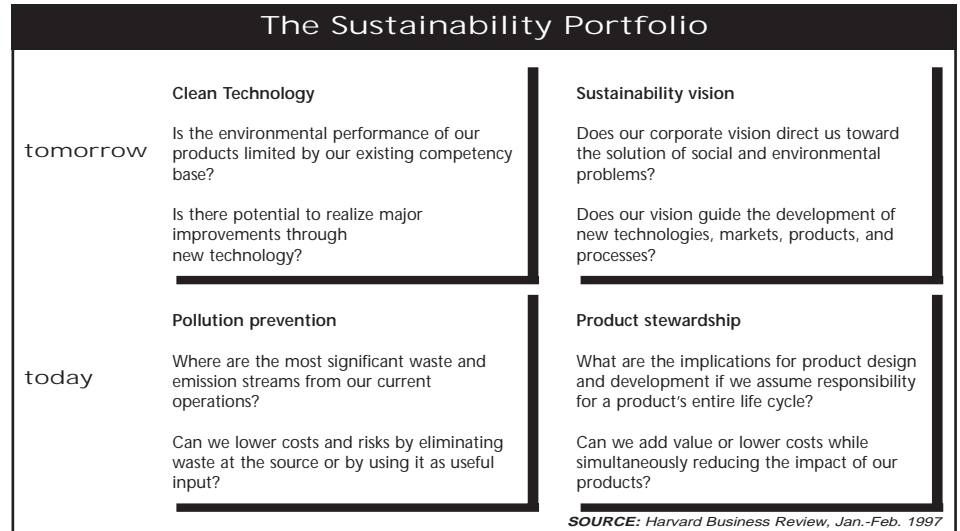 The Sustainability Portfolio
tomorrow
Clean Technology
Is the environmental performance of our
products limited by our existing competency
base?
Is there potential to realize major
improvements through
new technology?
Sustainability vision
Does our corporate vision direct us toward
the solution of social and environmental
problems?
Does our vision guide the development of
new technologies, markets, products, and
processes?
today
Pollution prevention
Where are the most significant waste and
emission streams from our current
operations?
Can we lower costs and risks by eliminating
waste at the source or by using it as useful
input?
Product stewardship
What are the implications for product design
and development if we assume responsibility
for a product's entire life cycle?
Can we add value or lower costs while
simultaneously reducing the impact of our
products?
SOURCE: Harvard Business Review, Jan.-Feb. 1997